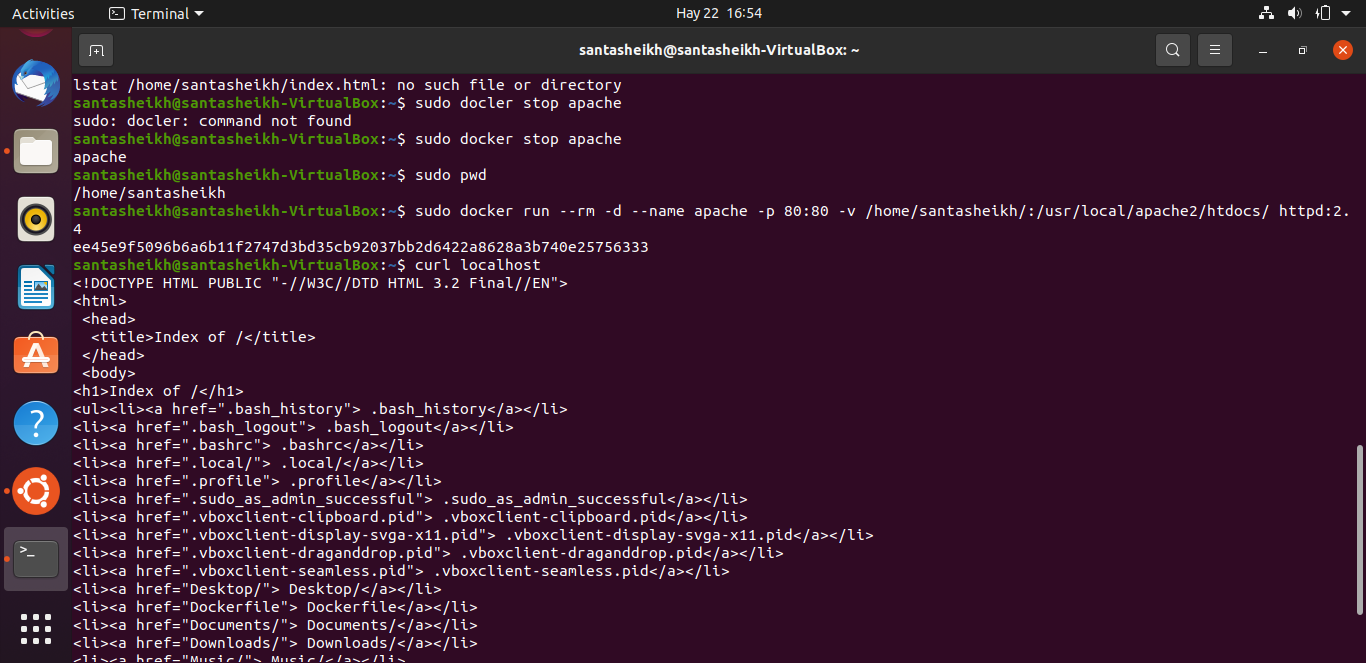 Activities
Terminal
Hay 22 16:54
santasheikh@santasheikh-VirtualBox: ~
lstat /home/santasheikh/index.html: no such file or directory
santasheikh@santasheikh-VirtualBox:~$ sudo docler stop apache
sudo: docler: command not found
santasheikh@santasheikh-VirtualBox:~$ sudo docker stop apache
apache
santasheikh@santasheikh-VirtualBox:~$ sudo pwd
/home/santasheikh
santasheikh@santasheikh-VirtualBox:~$ sudo docker run --rm -d --name apache -p 80:80 -v /home/santasheikh/:/usr/local/apache2/htdocs/ httpd:2.
4
ee45e9f5096b6a6b11f2747d3bd35cb92037bb2d6422a8628a3b740e25756333
santasheikh@santasheikh-VirtualBox:~$ curl localhost
<!DOCTYPE HTML PUBLIC "-//W3C//DTD HTML 3.2 Final//EN">
<html>
 <head>
  <title>Index of /</title>
 </head>
 <body>
<h1>Index of /</h1>
<ul><li><a href=".bash_history"> .bash_history</a></li>
<li><a href=".bash_logout"> .bash_logout</a></li>
<li><a href=".bashrc"> .bashrc</a></li>
<li><a href=".local/"> .local/</a></li>
<li><a href=".profile"> .profile</a></li>
<li><a href=".sudo_as_admin_successful"> .sudo_as_admin_successful</a></li>
<li><a href=".vboxclient-clipboard.pid"> .vboxclient-clipboard.pid</a></li>
<li><a href=".vboxclient-display-svga-x11.pid"> .vboxclient-display-svga-x11.pid</a></li>
<li><a href=".vboxclient-draganddrop.pid"> .vboxclient-draganddrop.pid</a></li>
<li><a href=".vboxclient-seamless.pid"> .vboxclient-seamless.pid</a></li>
<li><a href="Desktop/"> Desktop/</a></li>
<li><a href="Dockerfile"> Dockerfile</a></li>
<li><a href="Documents/"> Documents/</a></li>
<li><a href="Downloads/"> Downloads/</a></li>
<li><a href="Music/"> Music/</a></li>